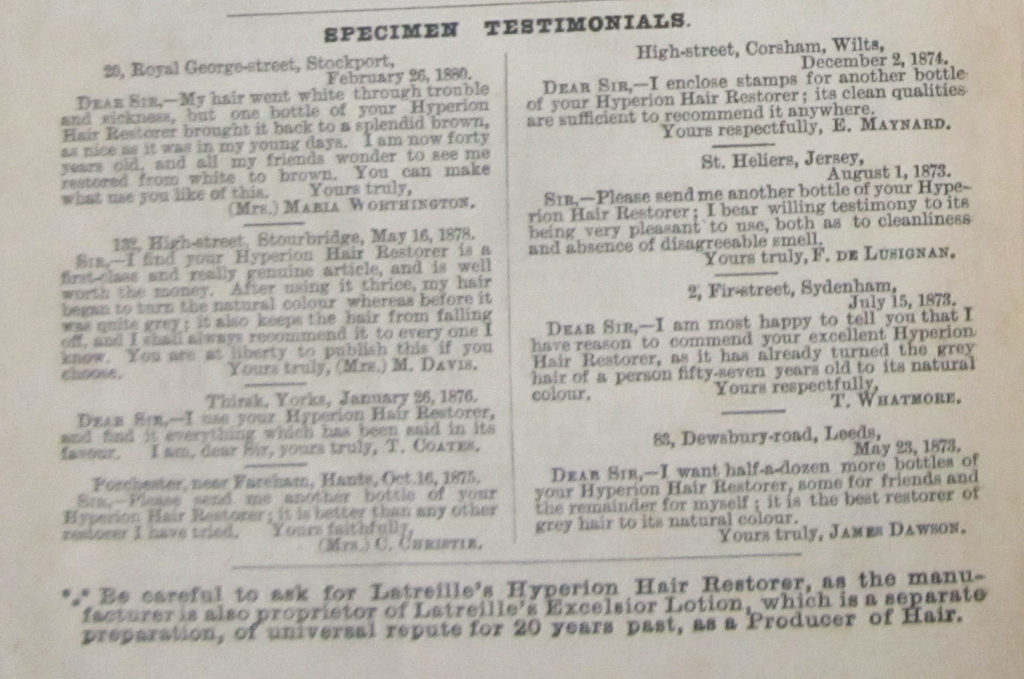 SPECIMEN TESTIMONIALS.
20, Royal George-street, Stockport,
February 26, 1880.
DEAR SIR,—My hair went white through trouble
and sickness, but one bottle of your Hyperion
Hair Restorer brought it back to a splendid brown,
as nice as it was in my young days. I am now forty
years old, and all my friends wonder to see me
restored from white to brown. You can make
what use you like of this. Yours truly,
(Mrs.) MARIA WORTHINGTON.
132, High-street, Stourbridge, May 16, 1878.
SIR,—I find your Hyperion Hair Restorer is a
first-class and really genuine article, and is well
worth the money. After using it thrice, my hair
began to turn the natural colour whereas before it
was quite grey; it also keeps the hair from falling
off, and I shall always recommend it to every one I
know. You are at liberty to publish this if you
choose. Yours truly, (Mrs.) M. DAVIS.
Thirsk, Yorks, January 26, 1876.
DEAR SIR,—I use your Hyperion Hair Restorer,
and find it everything which has been said in its
favour. I am, dear Sir, yours truly, T. COATES.
Porchester, near Fareham, Hants, Oct. 16, 1875.
SIR,—Please send me another bottle of your
Hyperion Hair Restorer; it is better than any other
restorer I have tried. Yours faithfully,
(Mrs.) C. CHRISTIE.
High-street, Corsham, Wilts,
December 2, 1874.
DEAR SIR,—I enclose stamps for another bottle
of your Hyperion Hair Restorer; its clean qualities
are sufficient to recommend it anywhere.
Yours respectfully, E. MAYNARD.
St. Heliers, Jersey,
August 1, 1873.
SIR,—Please send me another bottle of your Hype-
rion Hair Restorer; I bear willing testimony to its
being very pleasant to use, both as to cleanliness
and absence of disagreeable smell.
Yours truly, F. DE LUSIGNAN.
2, Fir-street, Sydenham,
July 15, 1873.
DEAR SIR,—I am most happy to tell you that I
have reason to commend your excellent Hyperion
Hair Restorer, as it has already turned the grey
hair of a person fifty-seven years old to its natural
colour. Yours respectfully,
T. WHATMORE.
83, Dewsbury-road, Leeds,
May 23, 1873.
DEAR SIR,—I want half-a-dozen more bottles of
your Hyperion Hair Restorer, some for friends and
the remainder for myself; it is the best restorer of
grey hair to its natural colour.
Yours truly, JAMES DAWSON.
*⁎* Be careful to ask for Latreille's Hyperion Hair Restorer, as the manu-
facturer is also proprietor of Latreille's Excelsior Lotion, which is a separate
preparation, of universal repute for 20 years past, as a Producer of Hair.